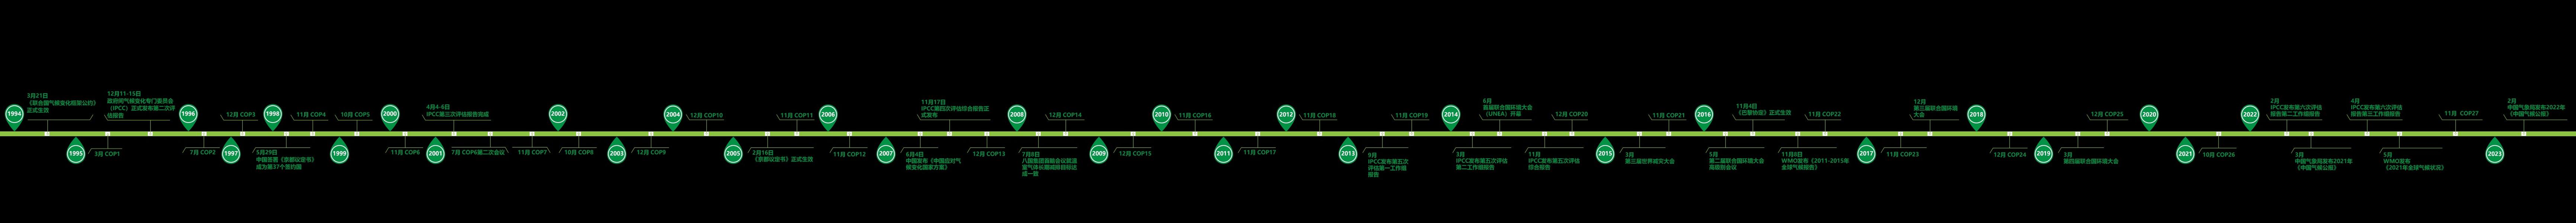 1994
3月21日
《联合国气候变化框架公约》
正式生效
1995
3月 COP1
12月11-15日
政府间气候变化专门委员会
(IPCC) 正式发布第二次评
估报告
1996
7月 COP2
1997
5月29日
中国签署《京都议定书》
成为第37个签约国
12月 COP3
1998
11月 COP4
1999
10月 COP5
2000
11月 COP6
2001
4月4-6日
IPCC第三次评估报告完成
7月 COP6第二次会议
11月 COP7
2002
10月 COP8
2003
12月 COP9
2004
12月 COP10
2005
2月16日
《京都议定书》正式生效
11月 COP11
2006
11月 COP12
2007
6月4日
中国发布《中国应对气
候变化国家方案》
11月17日
IPCC第四次评估综合报告正
式发布
12月 COP13
2008
7月8日
八国集团首脑会议就温
室气体长期减排目标达
成一致
12月 COP14
2009
12月 COP15
2010
11月 COP16
2011
11月 COP17
2012
11月 COP18
2013
9月
IPCC发布第五次
评估第一工作组
报告
11月 COP19
2014
3月
IPCC发布第五次评估
第二工作组报告
6月
首届联合国环境大会
(UNEA) 开幕
11月
IPCC发布第五次评估
综合报告
12月 COP20
2015
3月
第三届世界减灾大会
11月 COP21
2016
5月
第二届联合国环境大会
高级别会议
11月4日
《巴黎协定》正式生效
11月8日
WMO发布《2011-2015年
全球气候报告》
11月 COP22
2017
11月 COP23
12月
第三届联合国环境
大会
2018
12月 COP24
2019
3月
第四届联合国环境大会
12月 COP25
2020
2021
10月 COP26
2022
2月
IPCC发布第六次评估
报告第二工作组报告
3月
中国气象局发布2021年
《中国气候公报》
4月
IPCC发布第六次评估
报告第三工作组报告
5月
WMO发布
《2021年全球气候状况》
11月 COP27
2023
2月
中国气象局发布2022年
《中国气候公报》